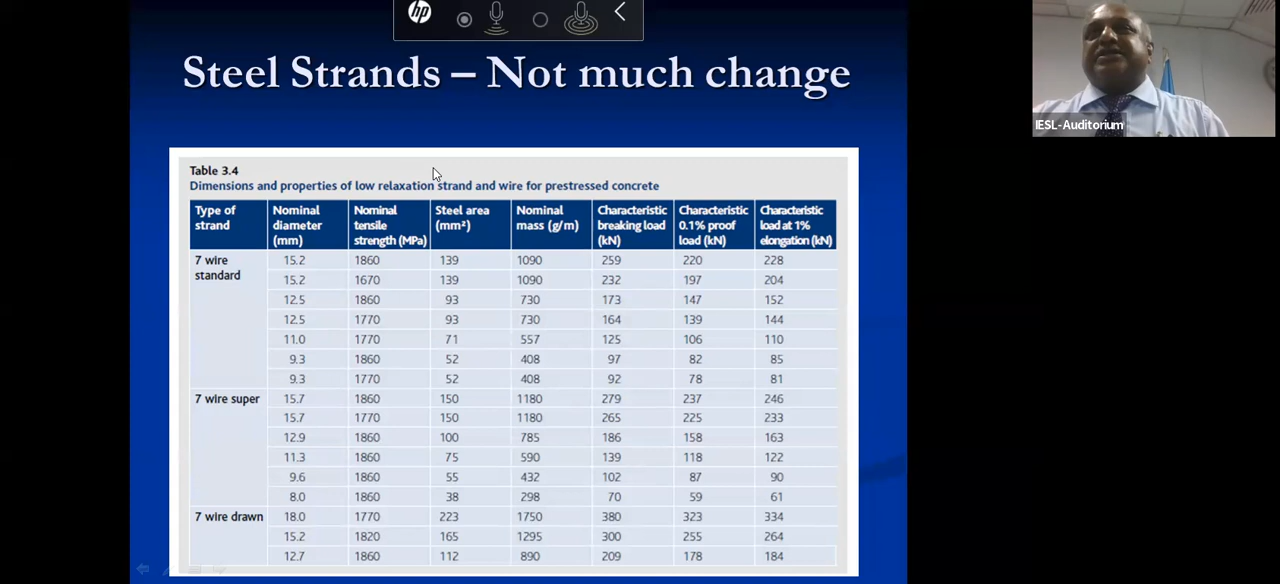 hp
Steel Strands – Not much change
IESL-Auditorium
Table 3.4
Dimensions and properties of low relaxation strand and wire for prestressed concrete
Type of strand Nominal diameter (mm) Nominal tensile strength (MPa) Steel area (mm²) Nominal mass (g/m) Characteristic breaking load (kN) Characteristic 0.1% proof load (kN) Characteristic load at 1% elongation (kN)
7 wire standard 15.2 1860 139 1090 259 220 228
15.2 1670 139 1090 232 197 204
12.5 1860 93 730 173 147 152
12.5 1770 93 730 164 139 144
11.0 1770 71 557 125 106 110
9.3 1860 52 408 97 82 85
9.3 1770 52 408 92 78 81
7 wire super 15.7 1860 150 1180 279 237 246
15.7 1770 150 1180 265 225 233
12.9 1860 100 785 186 158 163
11.3 1860 75 590 139 118 122
9.6 1860 55 432 102 87 90
8.0 1860 38 298 70 59 61
7 wire drawn 18.0 1770 223 1750 380 323 334
15.2 1820 165 1295 300 255 264
12.7 1860 112 890 209 178 184